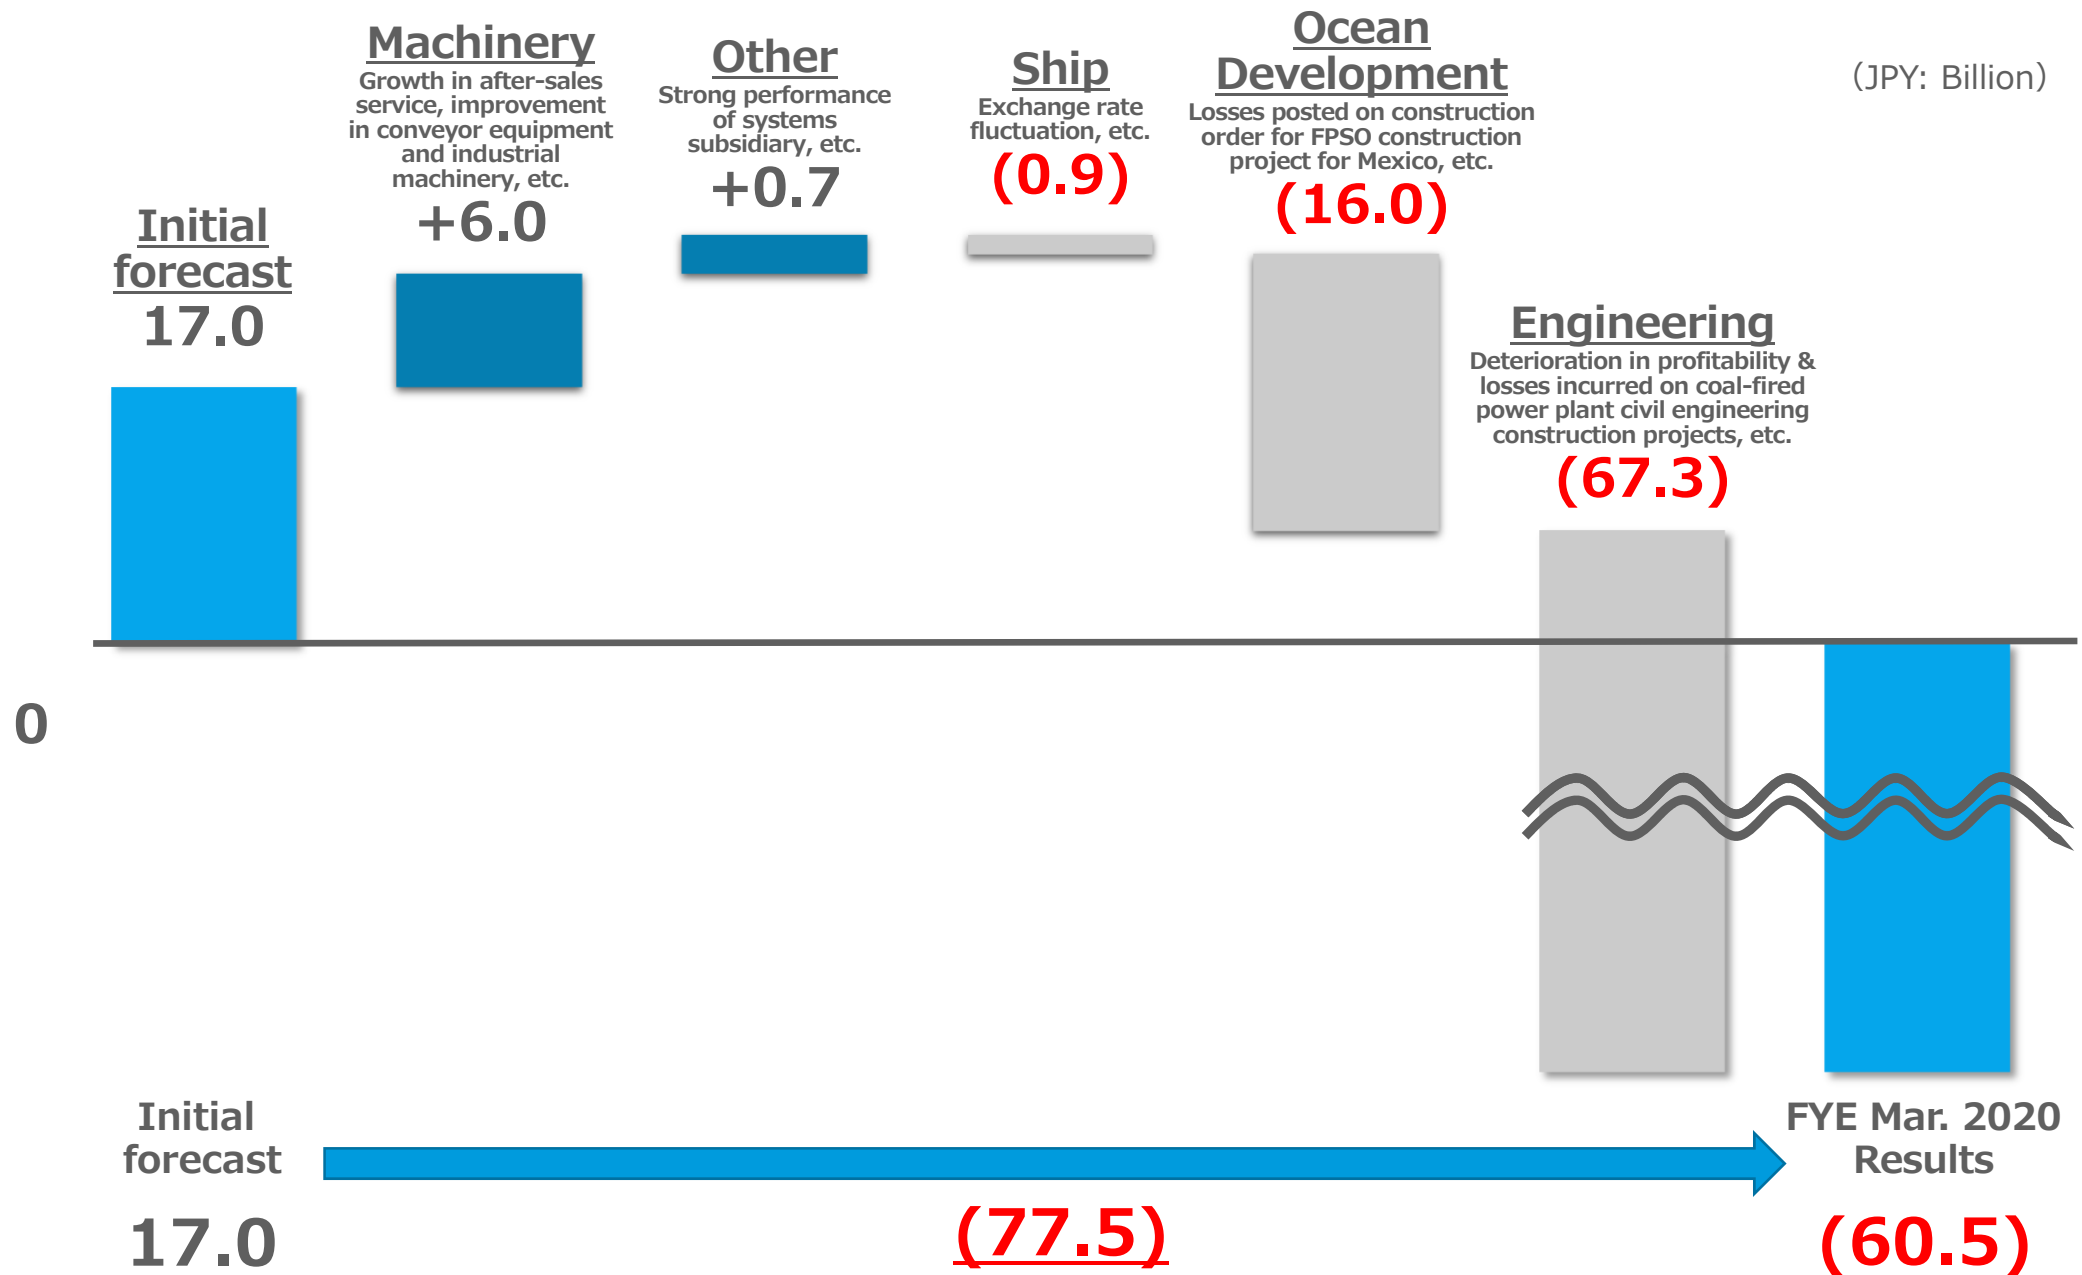 (JPY: Billion)
Initial
forecast
17.0
Machinery
Growth in after-sales
service, improvement
in conveyor equipment
and industrial
machinery, etc.
+6.0
Other
Strong performance
of systems
subsidiary, etc.
+0.7
Ship
Exchange rate
fluctuation, etc.
(0.9)
Ocean
Development
Losses posted on construction
order for FPSO construction
project for Mexico, etc.
(16.0)
Engineering
Deterioration in profitability &
losses incurred on coal-fired
power plant civil engineering
construction projects, etc.
(67.3)
0
Initial
forecast
17.0
(77.5)
FYE Mar. 2020
Results
(60.5)